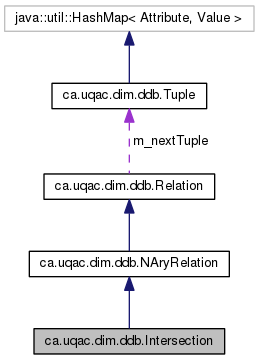 java::util::HashMap< Attribute, Value >
ca.uqac.dim.ddb.Tuple
m_nextTuple
ca.uqac.dim.ddb.Relation
ca.uqac.dim.ddb.NAryRelation
ca.uqac.dim.ddb.Intersection